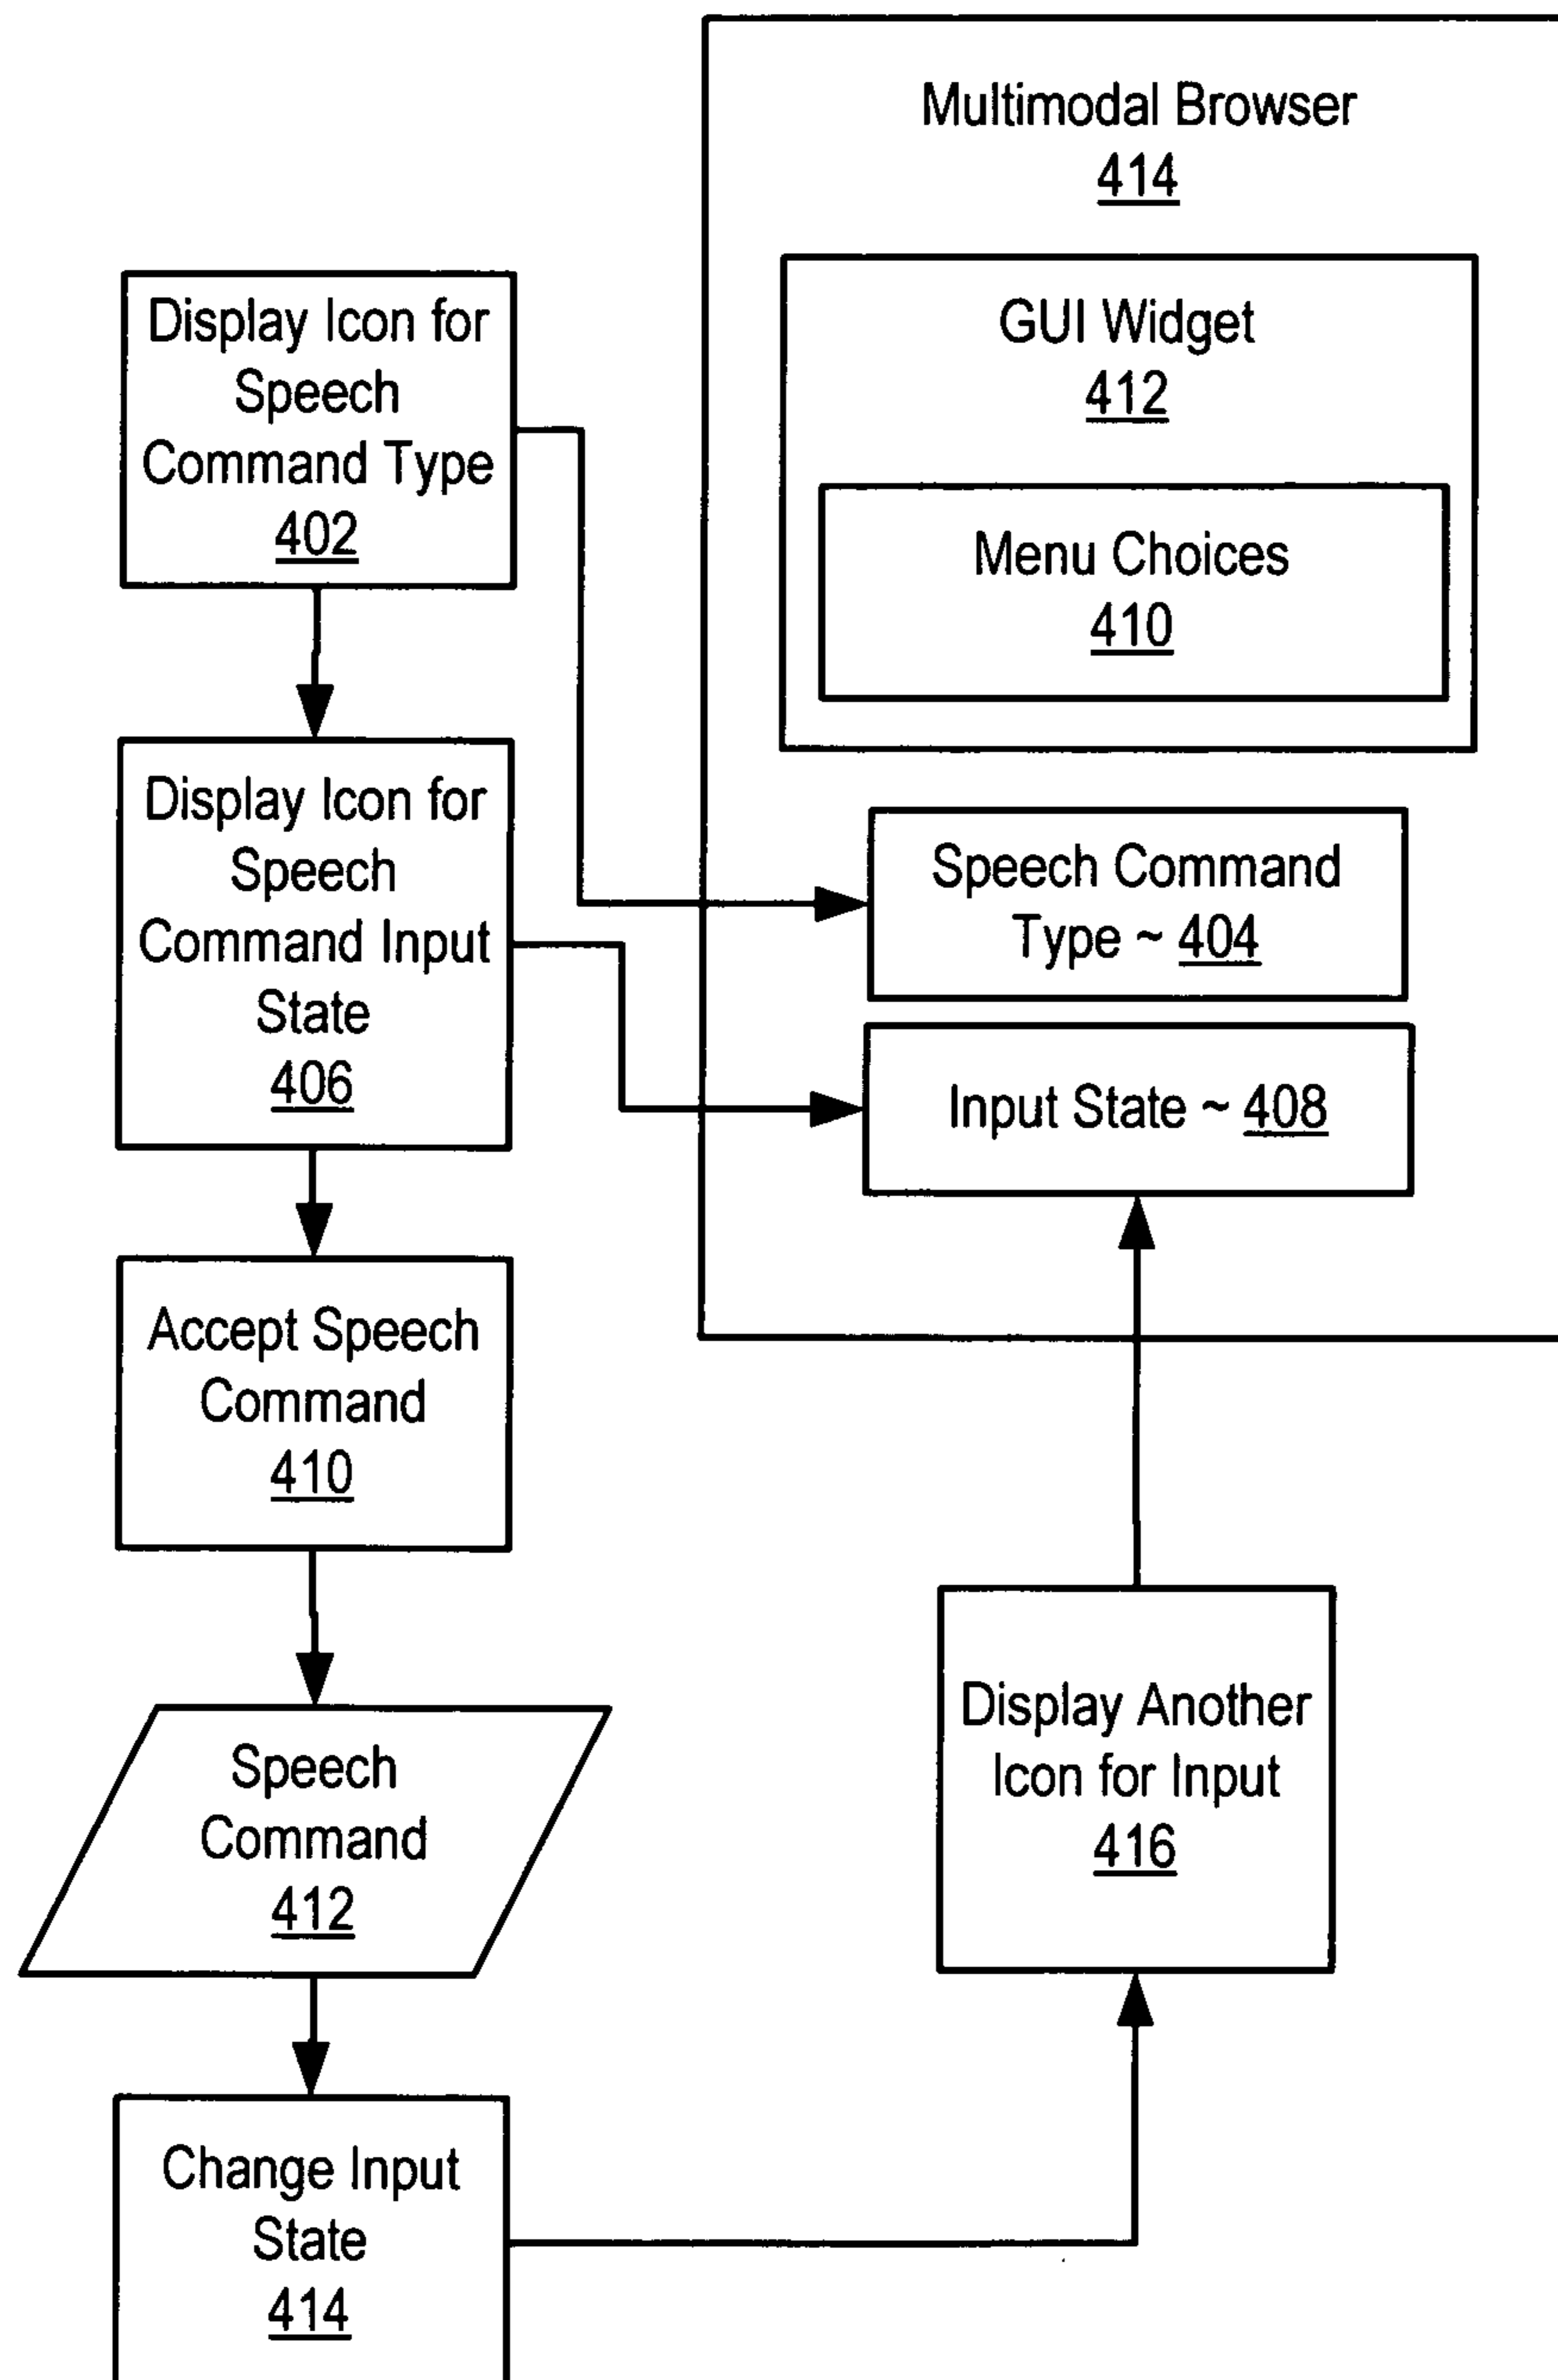 Multimodal Browser
414
GUI Widget
412
Menu Choices
410
Speech Command
Type ~ 404
Input State ~ 408
Display Icon for
Speech
Command Type
402
Display Icon for
Speech
Command Input
State
406
Accept Speech
Command
410
Speech
Command
412
Change Input
State
414
Display Another
Icon for Input
416